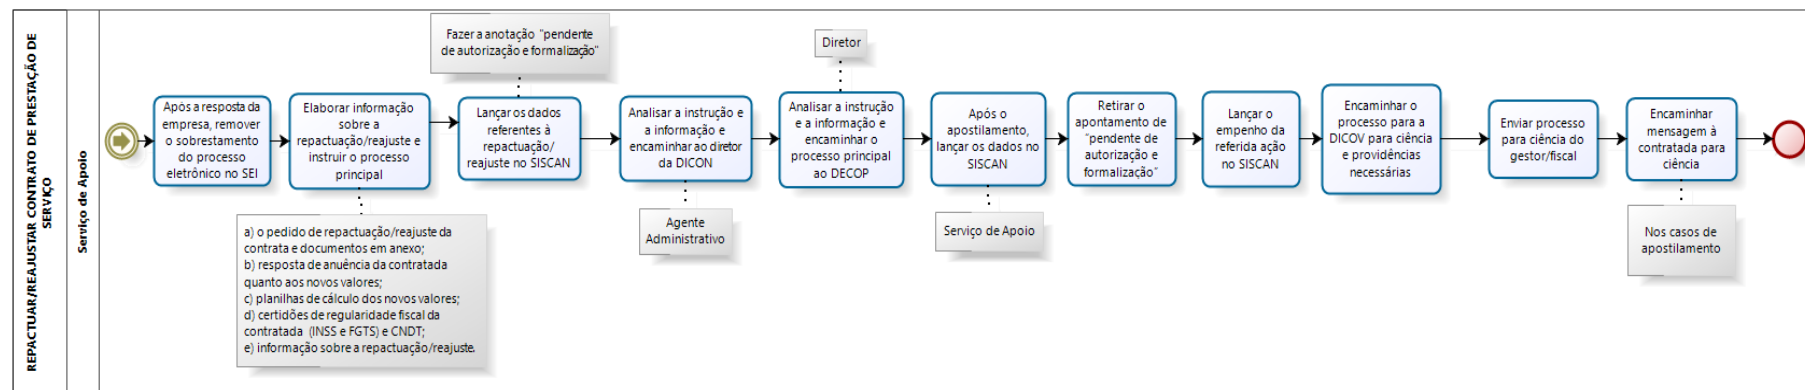 REPACTUAR/REAJUSTAR CONTRATO DE PRESTAÇÃO DE
SERVIÇO
Serviço de Apoio
Após a resposta da
empresa, remover
o sobrestamento
do processo
eletrônico no SEI
Elaborar informação
sobre a
repactuação/reajuste e
instruir o processo
principal
a) o pedido de repactuação/reajuste da
contrata e documentos em anexo;
b) resposta de anuência da contratada
quanto aos novos valores;
c) planilhas de cálculo dos novos valores;
d) certidões de regularidade fiscal da
contratada (INSS e FGTS) e CNDT;
e) informação sobre a repactuação/reajuste.
Fazer a anotação "pendente
de autorização e formalização"
Lançar os dados
referentes à
repactuação/
reajuste no SISCAN
Analisar a instrução e
a informação e
encaminhar ao diretor
da DICON
Agente
Administrativo
Diretor
Analisar a instrução
e a informação e
encaminhar o
processo principal
ao DECOP
Após o
apostilamento,
lançar os dados no
SISCAN
Serviço de Apoio
Retirar o
apontamento de
"pendente de
autorização e
formalização"
Lançar o
empenho da
referida ação
no SISCAN
Encaminhar o
processo para a
DICOV para ciência
e providências
necessárias
Enviar processo
para ciência do
gestor/fiscal
Encaminhar
mensagem à
contratada para
ciência
Nos casos de
apostilamento